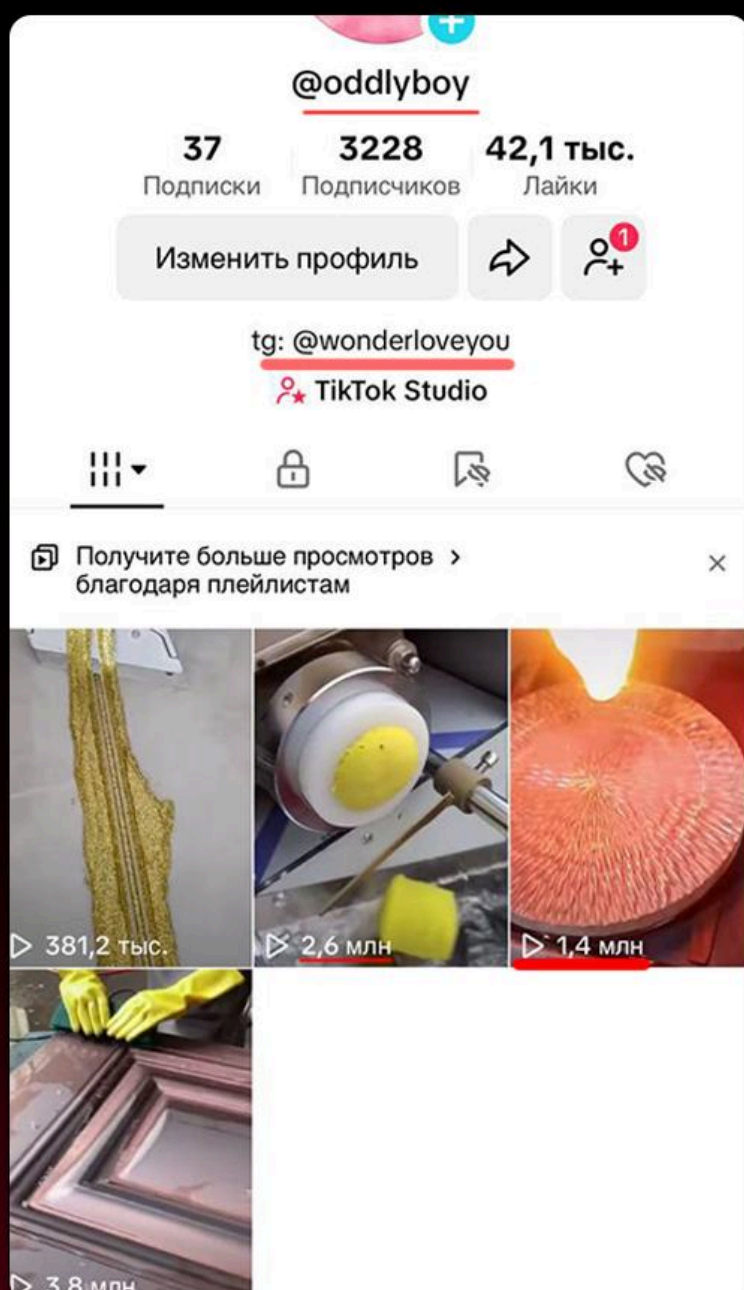 @oddlyboy
37 3228 42,1 тыс.
Подписки Подписчиков Лайки
Изменить профиль
1
tg: @wonderloveyou
TikTok Studio
Получите больше просмотров
благодаря плейлистам
381,2 тыс. 2,6 млн 1,4 млн
3,8 млн